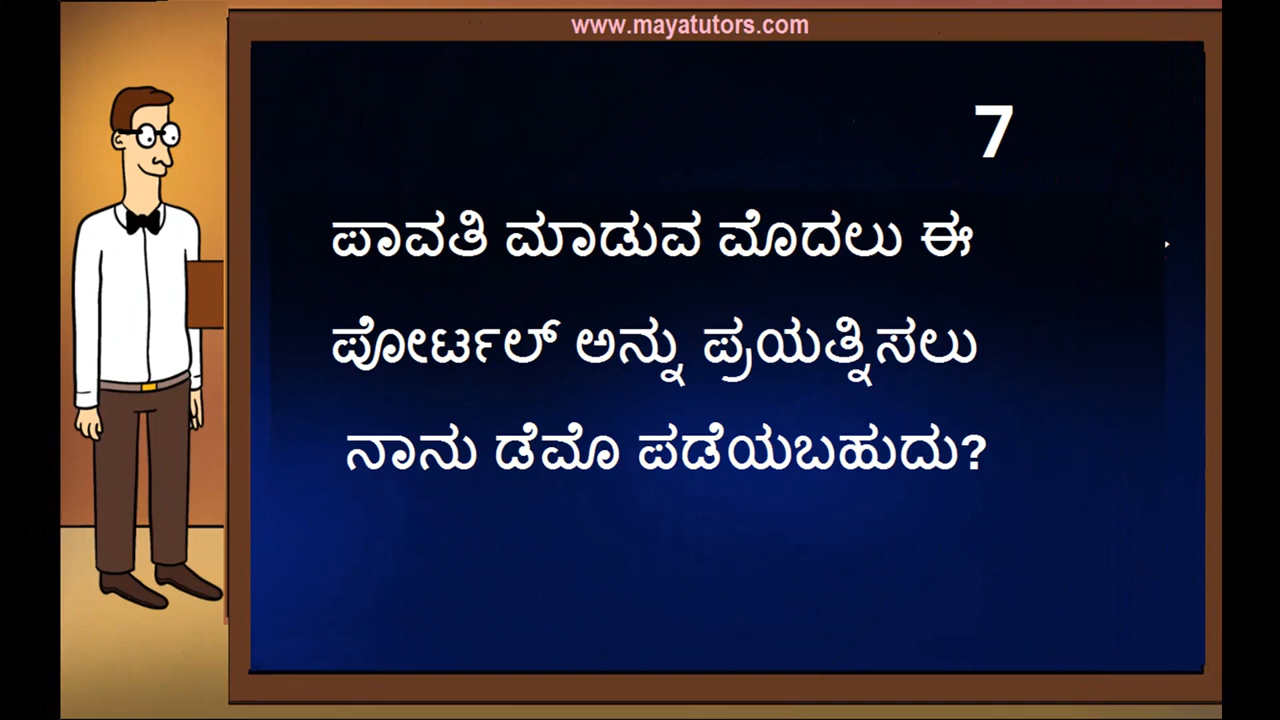 www.mayatutors.com
7
ಪಾವತಿ ಮಾಡುವ ಮೊದಲು ಈ
ಪೋರ್ಟಲ್ ಅನ್ನು ಪ್ರಯತ್ನಿಸಲು
ನಾನು ಡೆಮೊ ಪಡೆಯಬಹುದು?